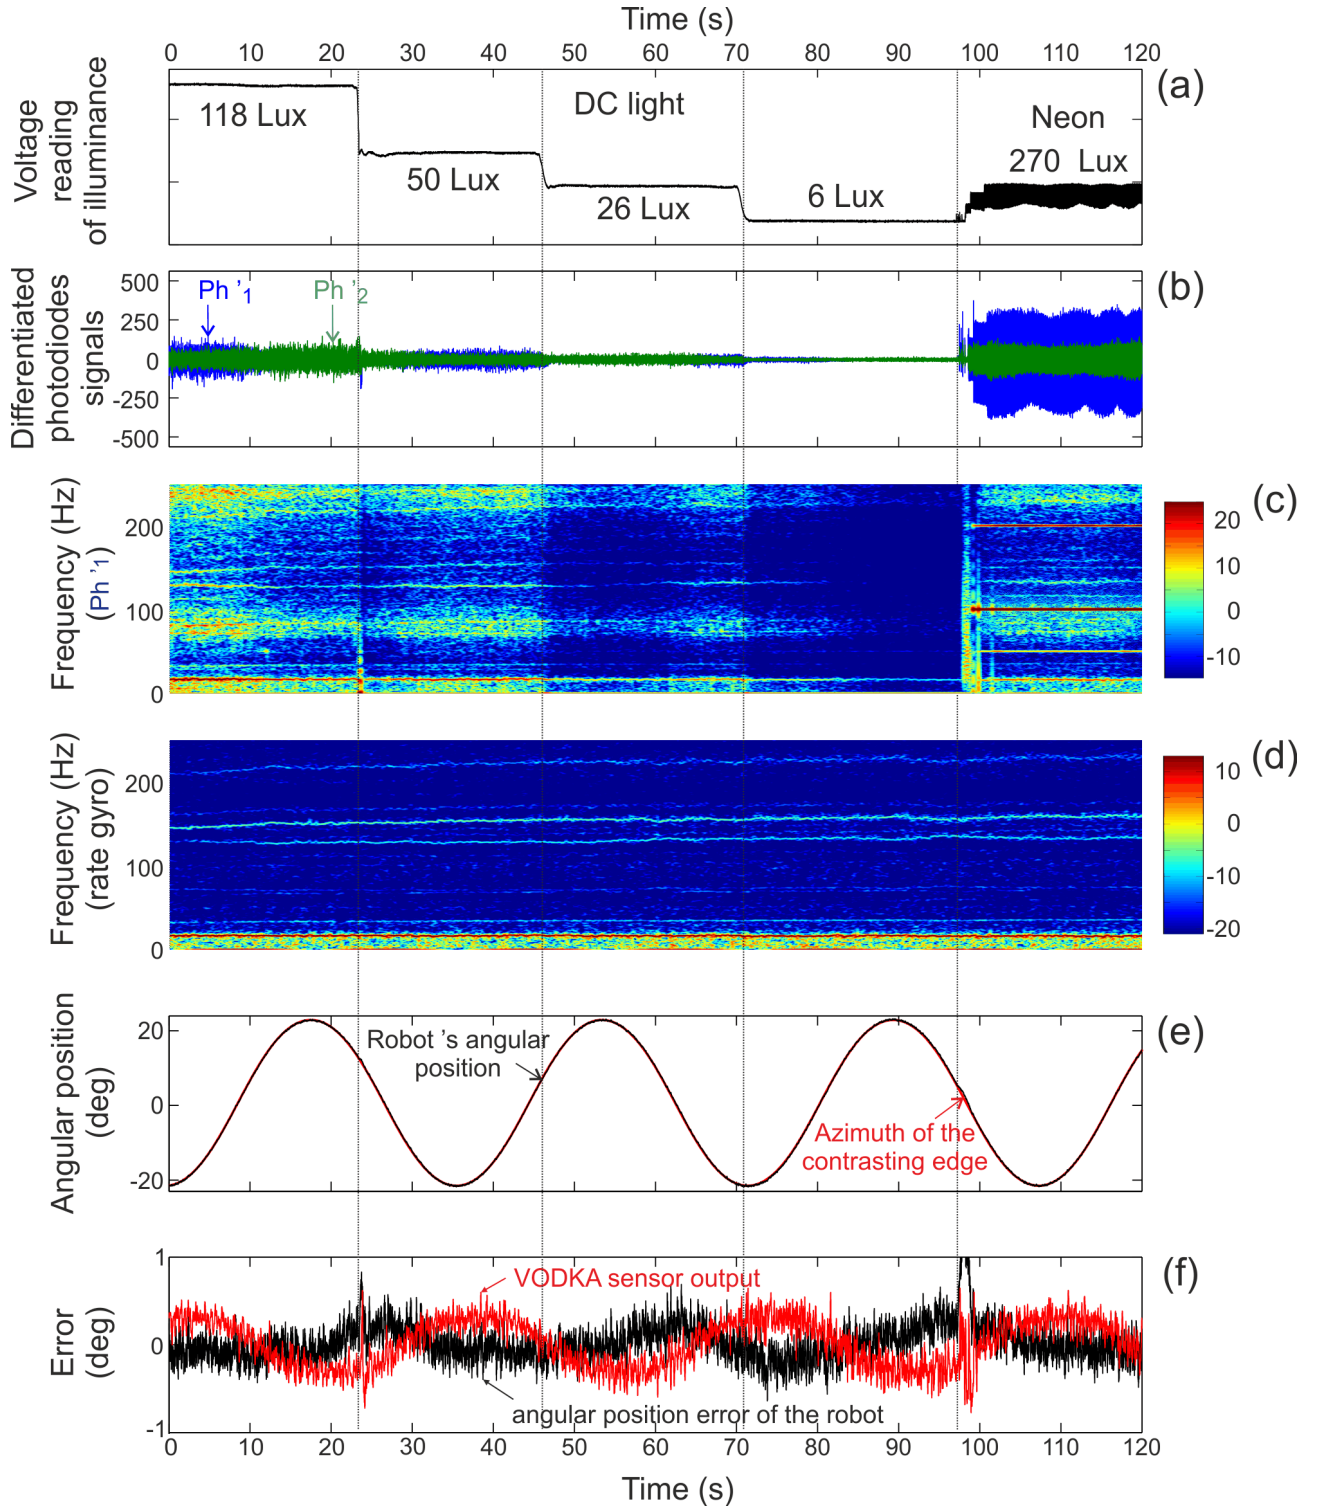 Time (s)
0 10 20 30 40 50 60 70 80 90 100 110 120
(a)
Voltage
reading
of illuminance
118 Lux
50 Lux
DC light
26 Lux
6 Lux
Neon
270 Lux
(b)
Differentiated
photodiodes
signals
500
250
0
-250
-500
Ph '1
Ph '2
(c)
Frequency (Hz)
(Ph '1)
200
100
0
20
10
0
-10
(d)
Frequency (Hz)
(rate gyro)
200
100
0
10
0
-10
-20
(e)
Angular position
(deg)
20
0
-20
Robot 's angular
position
Azimuth of the
contrasting edge
(f)
Error
(deg)
1
0
-1
VODKA sensor output
angular position error of the robot
0 10 20 30 40 50 60 70 80 90 100 110 120
Time (s)